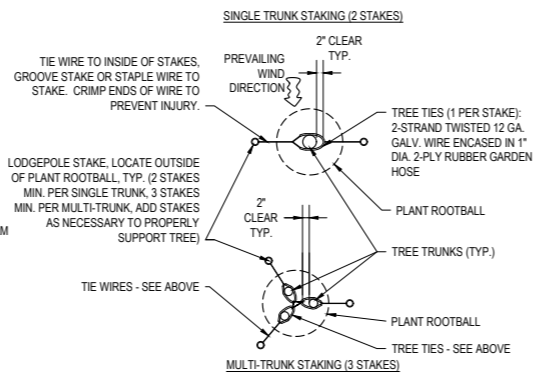 SINGLE TRUNK STAKING (2 STAKES)
TIE WIRE TO INSIDE OF STAKES,
GROOVE STAKE OR STAPLE WIRE TO
STAKE. CRIMP ENDS OF WIRE TO
PREVENT INJURY.
PREVAILING
WIND
DIRECTION
2" CLEAR
TYP.
TREE TIES (1 PER STAKE):
2-STRAND TWISTED 12 GA.
GALV. WIRE ENCASED IN 1"
DIA. 2-PLY RUBBER GARDEN
HOSE
LODGEPOLE STAKE, LOCATE OUTSIDE
OF PLANT ROOTBALL, TYP. (2 STAKES
MIN. PER SINGLE TRUNK, 3 STAKES
MIN. PER MULTI-TRUNK, ADD STAKES
AS NECESSARY TO PROPERLY
SUPPORT TREE)
M
PLANT ROOTBALL
2"
CLEAR
TYP.
TREE TRUNKS (TYP.)
TIE WIRES - SEE ABOVE
PLANT ROOTBALL
TREE TIES - SEE ABOVE
MULTI-TRUNK STAKING (3 STAKES)